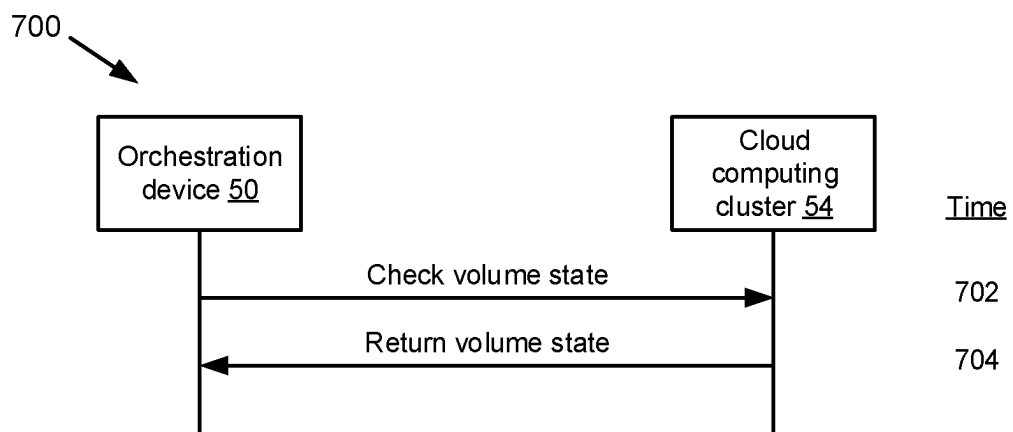 700
Orchestration
device 50
Cloud
computing
cluster 54
Time
Check volume state
702
Return volume state
704